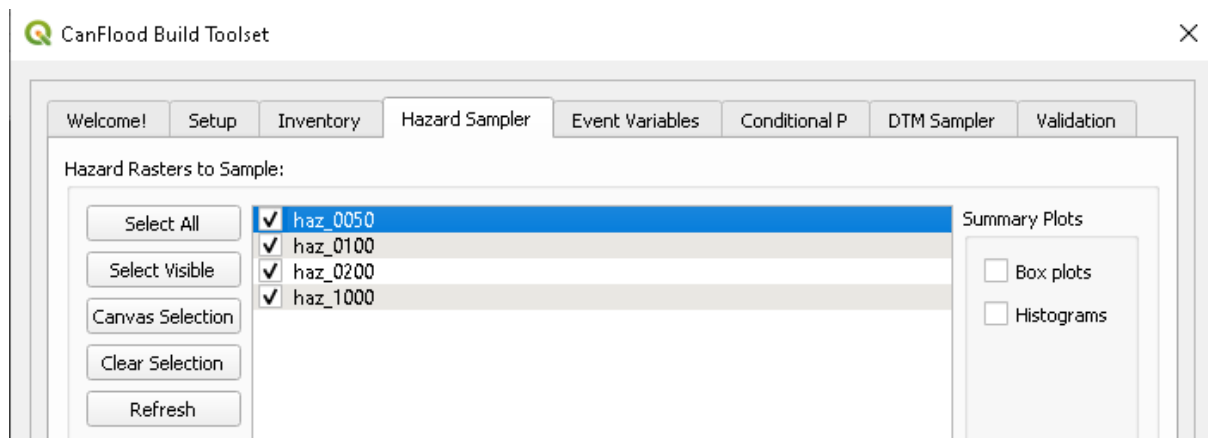 CanFlood Build Toolset
Welcome! Setup Inventory Hazard Sampler Event Variables Conditional P DTM Sampler Validation
Hazard Rasters to Sample:
Select All
Select Visible
Canvas Selection
Clear Selection
Refresh
haz_0050
haz_0100
haz_0200
haz_1000
Summary Plots
Box plots
Histograms